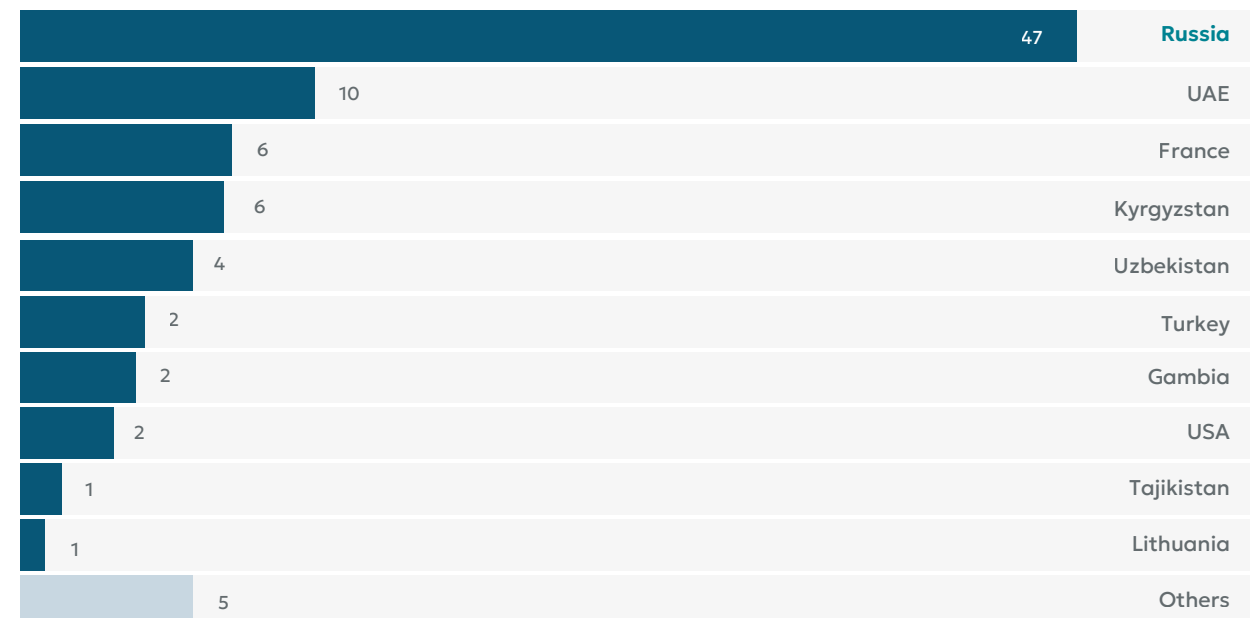 47 Russia
10 UAE
6 France
6 Kyrgyzstan
4 Uzbekistan
2 Turkey
2 Gambia
2 USA
1 Tajikistan
1 Lithuania
5 Others